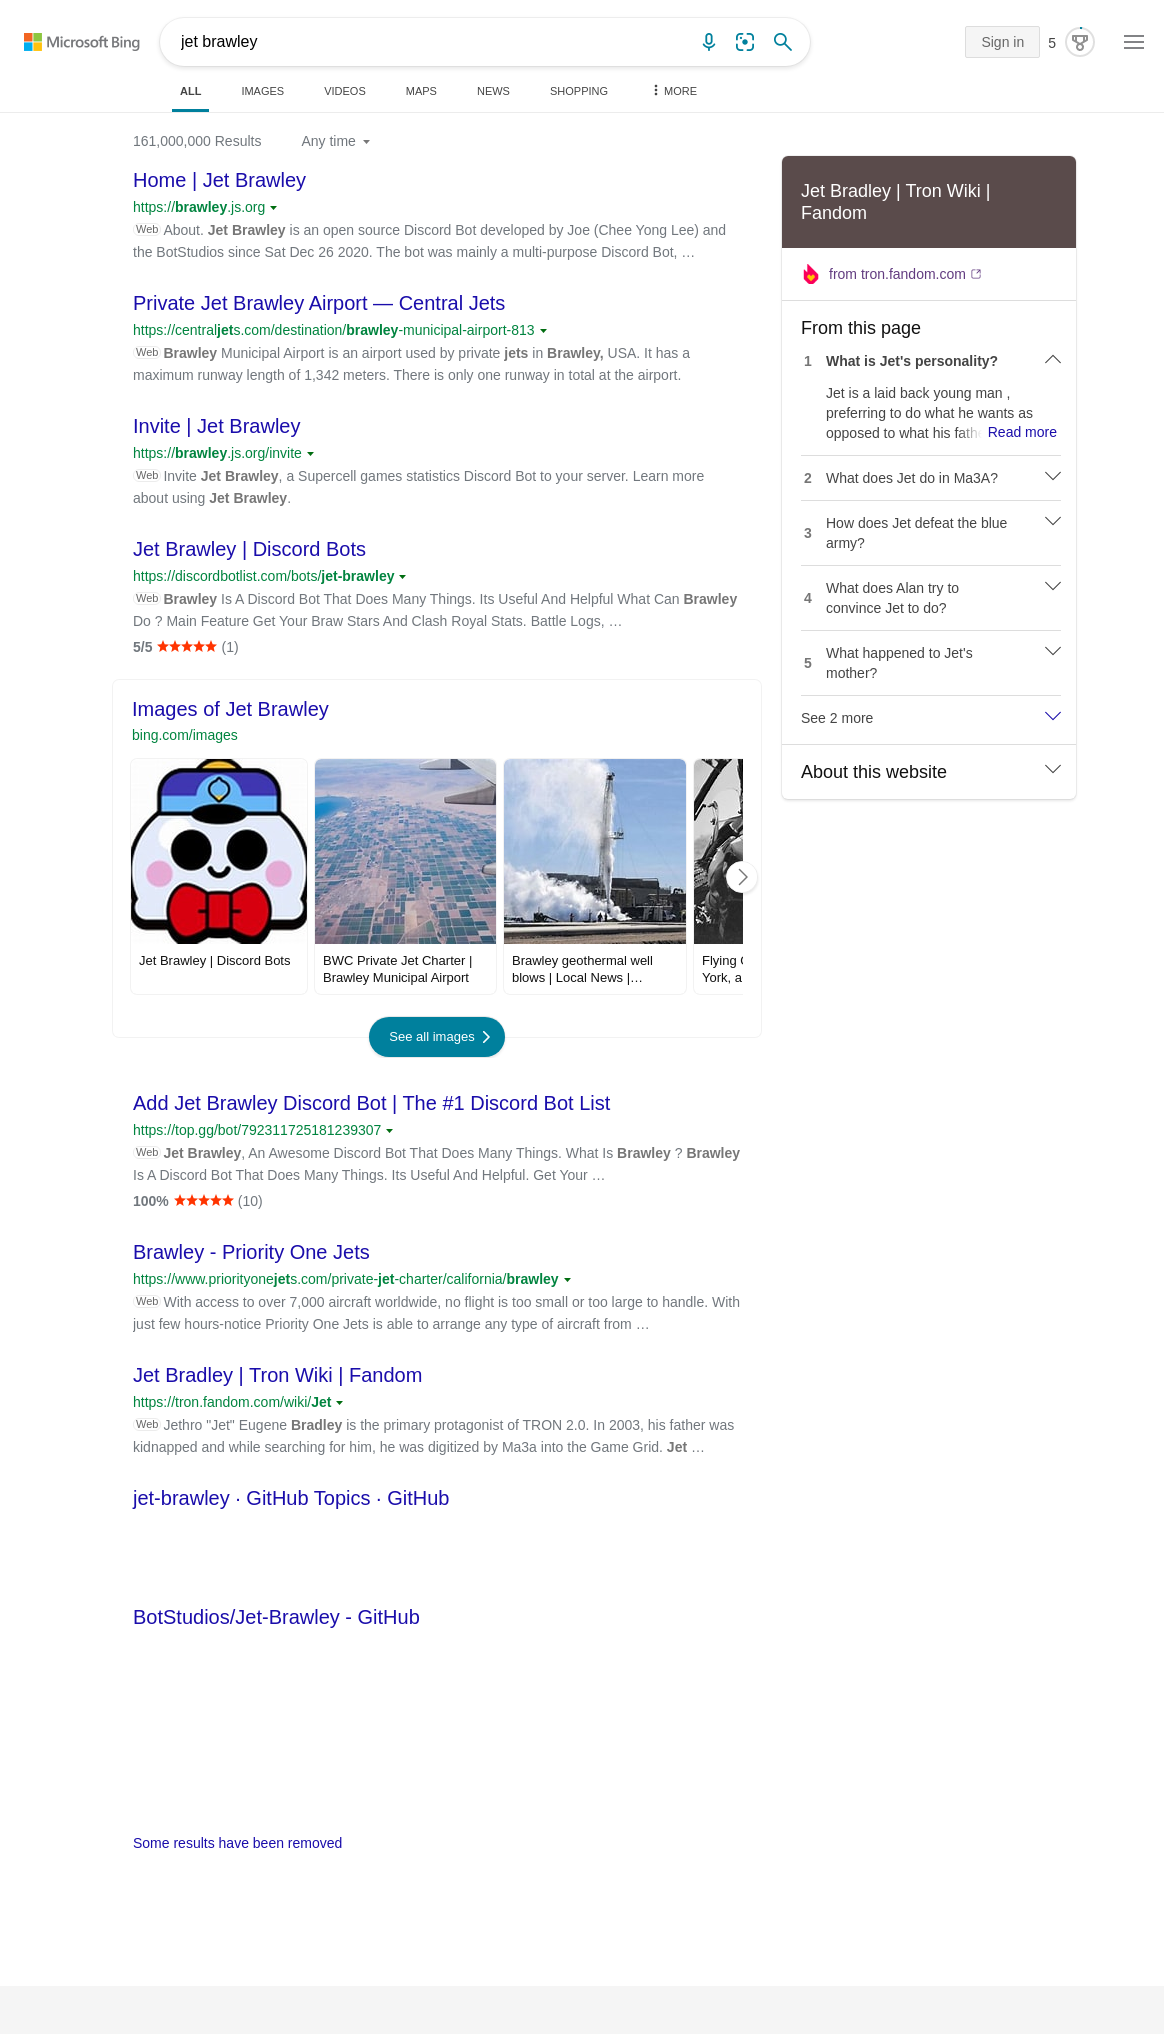 Microsoft Bing
jet brawley
Sign in
5
ALL
IMAGES
VIDEOS
MAPS
NEWS
SHOPPING
MORE
161,000,000 Results
Any time
Home | Jet Brawley
https://brawley.js.org
Web About. Jet Brawley is an open source Discord Bot developed by Joe (Chee Yong Lee) and
the BotStudios since Sat Dec 26 2020. The bot was mainly a multi-purpose Discord Bot, …
Private Jet Brawley Airport — Central Jets
https://centraljets.com/destination/brawley-municipal-airport-813
Web Brawley Municipal Airport is an airport used by private jets in Brawley, USA. It has a
maximum runway length of 1,342 meters. There is only one runway in total at the airport.
Invite | Jet Brawley
https://brawley.js.org/invite
Web Invite Jet Brawley, a Supercell games statistics Discord Bot to your server. Learn more
about using Jet Brawley.
Jet Brawley | Discord Bots
https://discordbotlist.com/bots/jet-brawley
Web Brawley Is A Discord Bot That Does Many Things. Its Useful And Helpful What Can Brawley
Do ? Main Feature Get Your Braw Stars And Clash Royal Stats. Battle Logs, …
5/5 (1)
Images of Jet Brawley
bing.com/images
Jet Brawley | Discord Bots
BWC Private Jet Charter |
Brawley Municipal Airport
Brawley geothermal well
blows | Local News |…
Flying
York, a
See all images
Add Jet Brawley Discord Bot | The #1 Discord Bot List
https://top.gg/bot/792311725181239307
Web Jet Brawley, An Awesome Discord Bot That Does Many Things. What Is Brawley ? Brawley
Is A Discord Bot That Does Many Things. Its Useful And Helpful. Get Your …
100% (10)
Brawley - Priority One Jets
https://www.priorityonejets.com/private-jet-charter/california/brawley
Web With access to over 7,000 aircraft worldwide, no flight is too small or too large to handle. With
just few hours-notice Priority One Jets is able to arrange any type of aircraft from …
Jet Bradley | Tron Wiki | Fandom
https://tron.fandom.com/wiki/Jet
Web Jethro "Jet" Eugene Bradley is the primary protagonist of TRON 2.0. In 2003, his father was
kidnapped and while searching for him, he was digitized by Ma3a into the Game Grid. Jet …
jet-brawley · GitHub Topics · GitHub
BotStudios/Jet-Brawley - GitHub
Some results have been removed
Jet Bradley | Tron Wiki |
Fandom
from tron.fandom.com
From this page
1 What is Jet's personality?
Jet is a laid back young man ,
preferring to do what he wants as
opposed to what his fath Read more
2 What does Jet do in Ma3A?
3 How does Jet defeat the blue
army?
4 What does Alan try to
convince Jet to do?
5 What happened to Jet's
mother?
See 2 more
About this website